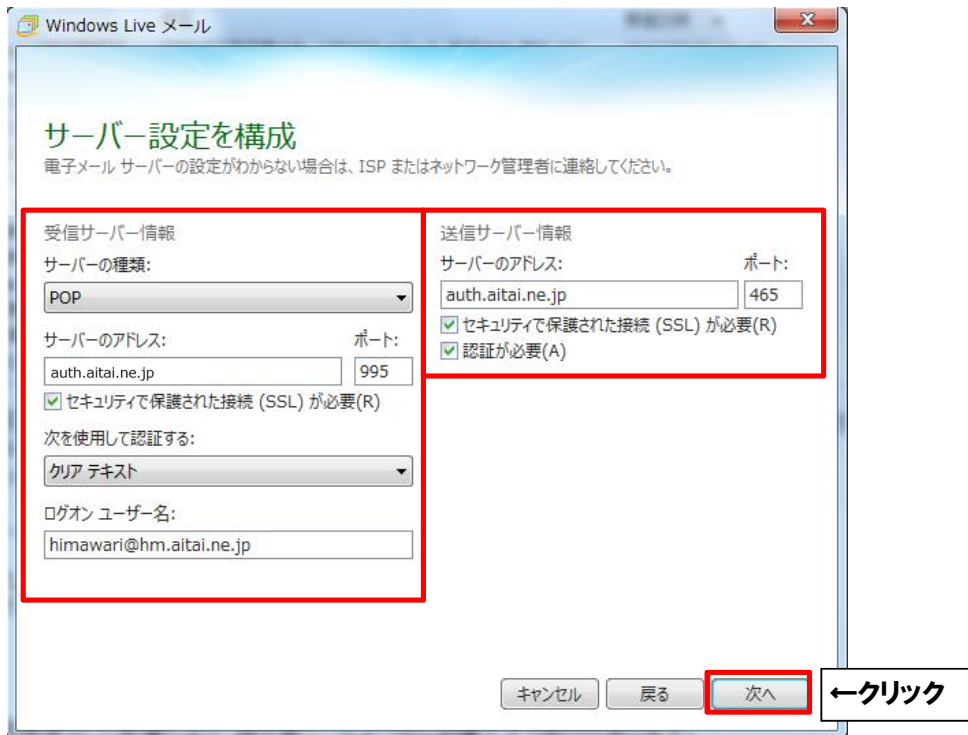 Windows Live メール
サーバー設定を構成
電子メール サーバーの設定がわからない場合は、ISP またはネットワーク管理者に連絡してください。
受信サーバー情報
サーバーの種類:
POP
サーバーのアドレス:
ポート:
auth.aitai.ne.jp
995
セキュリティで保護された接続 (SSL) が必要(R)
次を使用して認証する:
クリア テキスト
ログオン ユーザー名:
himawari@hm.aitai.ne.jp
送信サーバー情報
サーバーのアドレス:
ポート:
auth.aitai.ne.jp
465
セキュリティで保護された接続 (SSL) が必要(R)
認証が必要(A)
キャンセル
戻る
次へ
←クリック